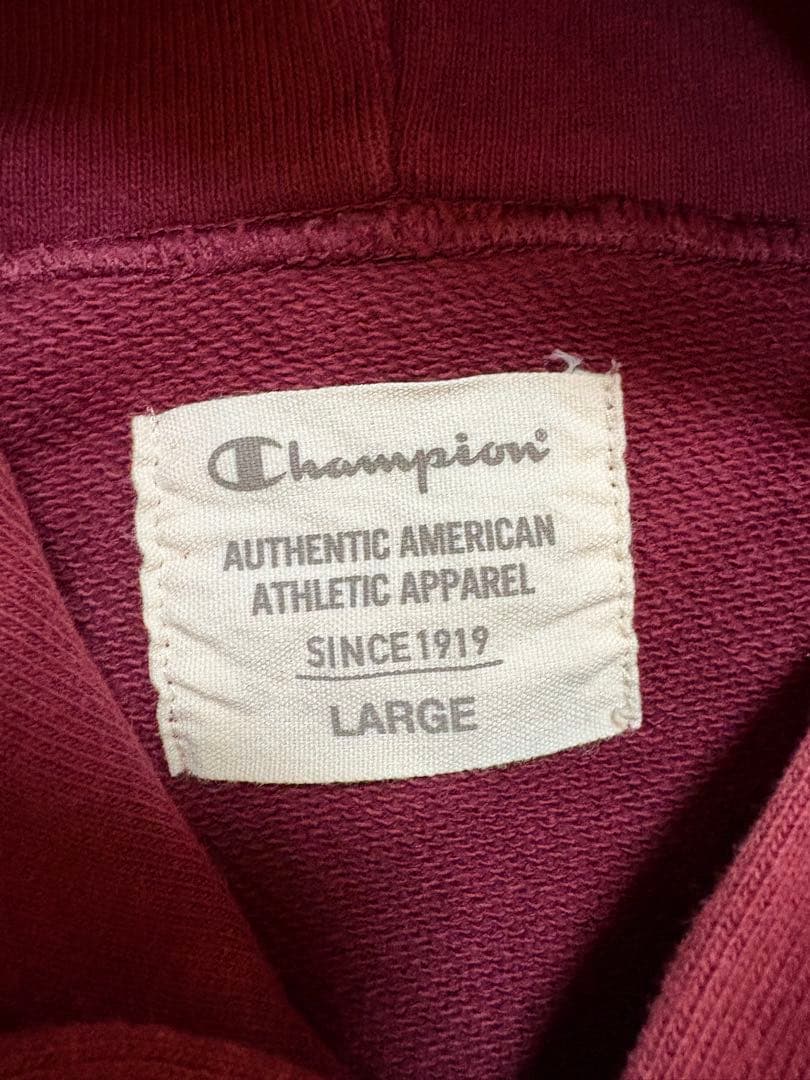 Champion®
AUTHENTIC AMERICAN
ATHLETIC APPAREL
SINCE 1919
LARGE